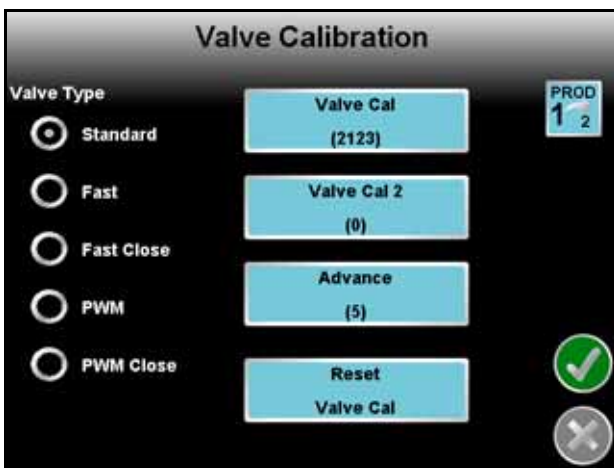 Valve Calibration
Valve Type
Standard
Fast
Fast Close
PWM
PWM Close
Valve Cal
(2123)
Valve Cal 2
(0)
Advance
(5)
Reset
Valve Cal
PROD
1 2